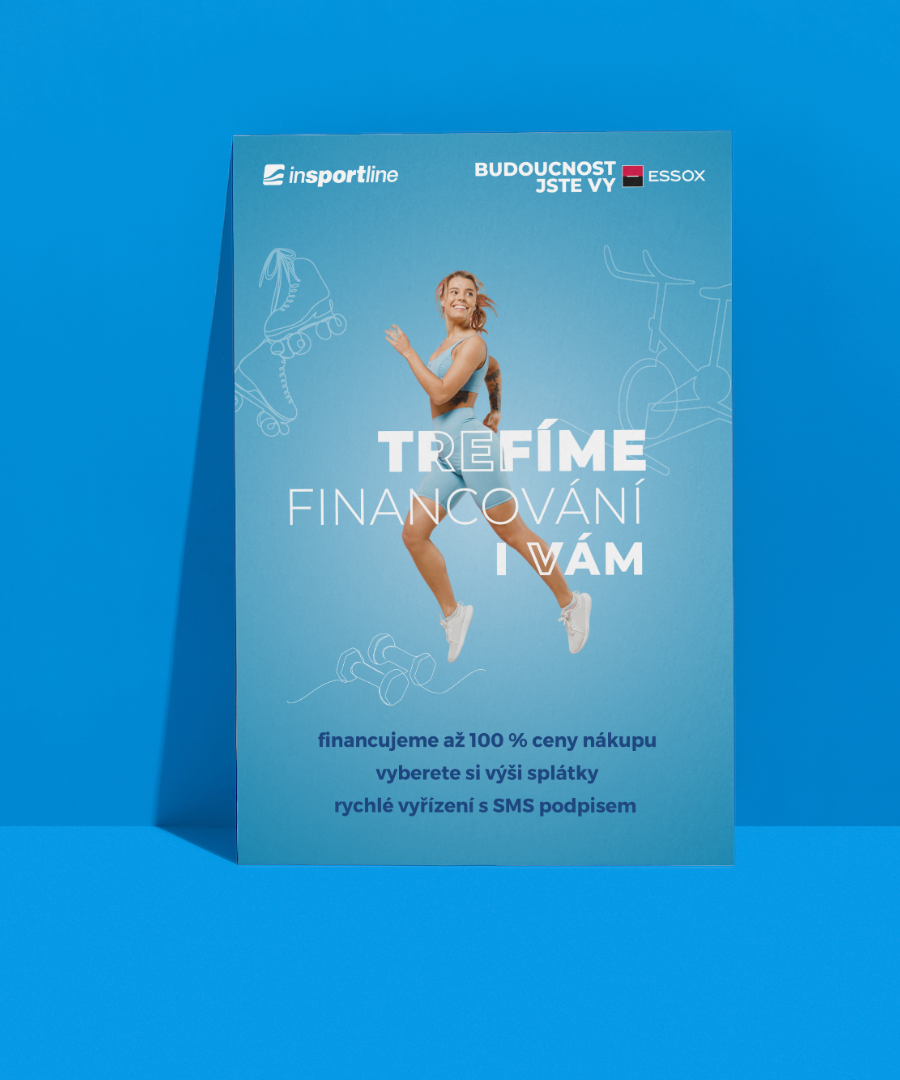 insportline
BUDOUCNOST
JSTE VY
ESSOX
TREFÍME
FINANCOVÁNÍ
I VÁM
financujeme až 100 % ceny nákupu
vyberete si výši splátky
rychlé vyřízení s SMS podpisem